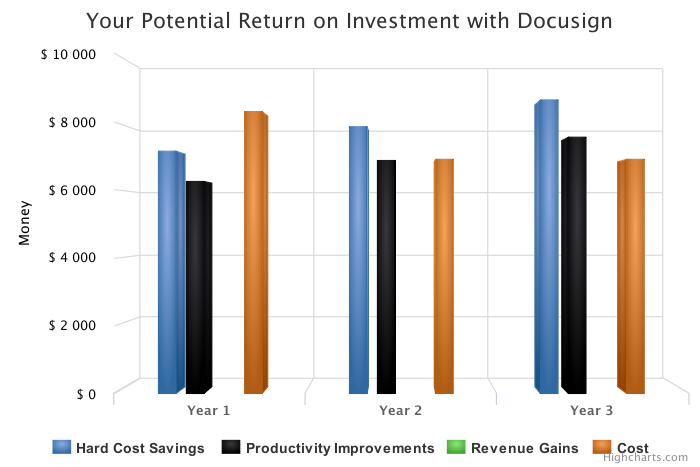 Your Potential Return on Investment with Docusign
$ 10 000
$ 8 000
$ 6 000
$ 4 000
$ 2 000
$ 0
Money
Year 1
Year 2
Year 3
Hard Cost Savings
Productivity Improvements
Revenue Gains
Cost
Highcharts.com